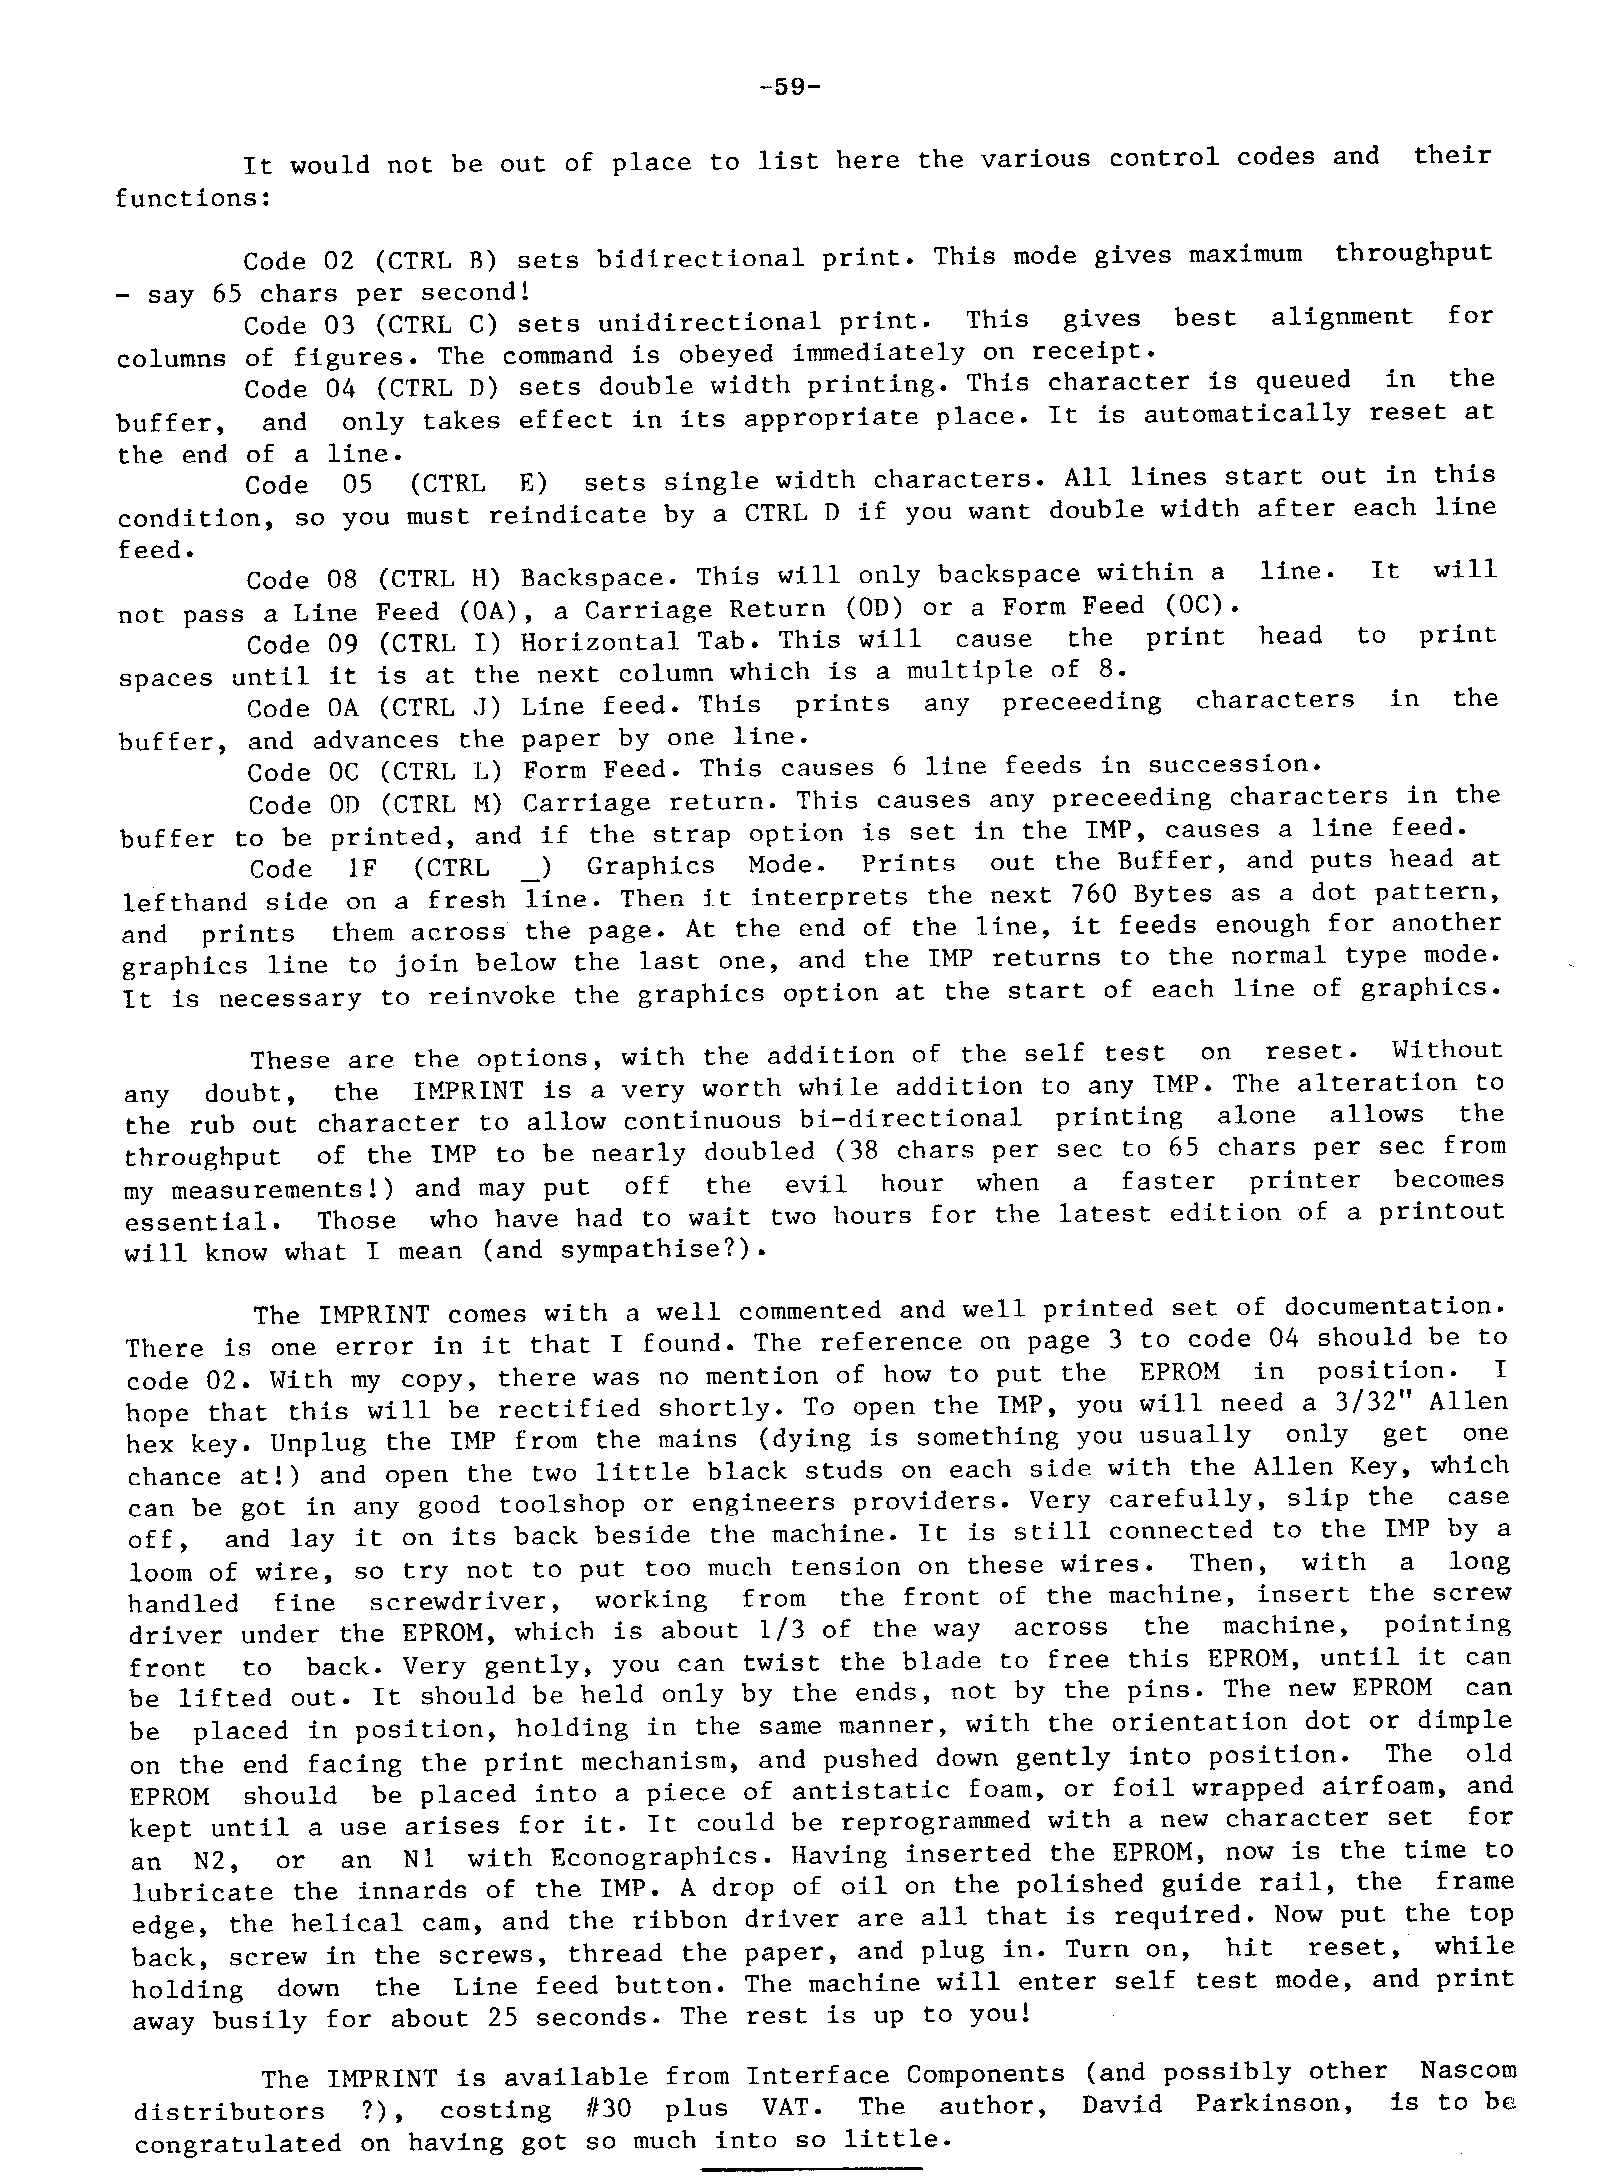 -59-
It would not be out of place to list here the various control codes and their
functions:
Code 02 (CTRL B) sets bidirectional print. This mode gives maximum throughput
- say 65 chars per second!
Code 03 (CTRL C) sets unidirectional print. This gives best alignment for
columns of figures. The command is obeyed immediately on receipt.
Code 04 (CTRL D) sets double width printing. This character is queued in the
buffer, and only takes effect in its appropriate place. It is automatically reset at
the end of a line.
Code 05 (CTRL E) sets single width characters. All lines start out in this
condition, so you must reindicate by a CTRL D if you want double width after each line
feed.
Code 08 (CTRL H) Backspace. This will only backspace within a line. It will
not pass a Line Feed (0A), a Carriage Return (0D) or a Form Feed (0C).
Code 09 (CTRL I) Horizontal Tab. This will cause the print head to print
spaces until it is at the next column which is a multiple of 8.
Code 0A (CTRL J) Line feed. This prints any preceeding characters in the
buffer, and advances the paper by one line.
Code 0C (CTRL L) Form Feed. This causes 6 line feeds in succession.
Code 0D (CTRL M) Carriage return. This causes any preceeding characters in the
buffer to be printed, and if the strap option is set in the IMP, causes a line feed.
Code 1F (CTRL _) Graphics Mode. Prints out the Buffer, and puts head at
lefthand side on a fresh line. Then it interprets the next 760 Bytes as a dot pattern,
and prints them across the page. At the end of the line, it feeds enough for another
graphics line to join below the last one, and the IMP returns to the normal type mode.
It is necessary to reinvoke the graphics option at the start of each line of graphics.
These are the options, with the addition of the self test on reset. Without
any doubt, the IMPRINT is a very worth while addition to any IMP. The alteration to
the rub out character to allow continuous bi-directional printing alone allows the
throughput of the IMP to be nearly doubled (38 chars per sec to 65 chars per sec from
my measurements!) and may put off the evil hour when a faster printer becomes
essential. Those who have had to wait two hours for the latest edition of a printout
will know what I mean (and sympathise?).
The IMPRINT comes with a well commented and well printed set of documentation.
There is one error in it that I found. The reference on page 3 to code 04 should be to
code 02. With my copy, there was no mention of how to put the EPROM in position. I
hope that this will be rectified shortly. To open the IMP, you will need a 3/32" Allen
hex key. Unplug the IMP from the mains (dying is something you usually only get one
chance at!) and open the two little black studs on each side with the Allen Key, which
can be got in any good toolshop or engineers providers. Very carefully, slip the case
off, and lay it on its back beside the machine. It is still connected to the IMP by a
loom of wire, so try not to put too much tension on these wires. Then, with a long
handled fine screwdriver, working from the front of the machine, insert the screw
driver under the EPROM, which is about 1/3 of the way across the machine, pointing
front to back. Very gently, you can twist the blade to free this EPROM, until it can
be lifted out. It should be held only by the ends, not by the pins. The new EPROM can
be placed in position, holding in the same manner, with the orientation dot or dimple
on the end facing the print mechanism, and pushed down gently into position. The old
EPROM should be placed into a piece of antistatic foam, or foil wrapped airfoam, and
kept until a use arises for it. It could be reprogrammed with a new character set for
an N2, or an N1 with Econographics. Having inserted the EPROM, now is the time to
lubricate the innards of the IMP. A drop of oil on the polished guide rail, the frame
edge, the helical cam, and the ribbon driver are all that is required. Now put the top
back, screw in the screws, thread the paper, and plug in. Turn on, hit reset, while
holding down the Line feed button. The machine will enter self test mode, and print
away busily for about 25 seconds. The rest is up to you!
The IMPRINT is available from Interface Components (and possibly other Nascom
distributors ?), costing #30 plus VAT. The author, David Parkinson, is to be
congratulated on having got so much into so little.